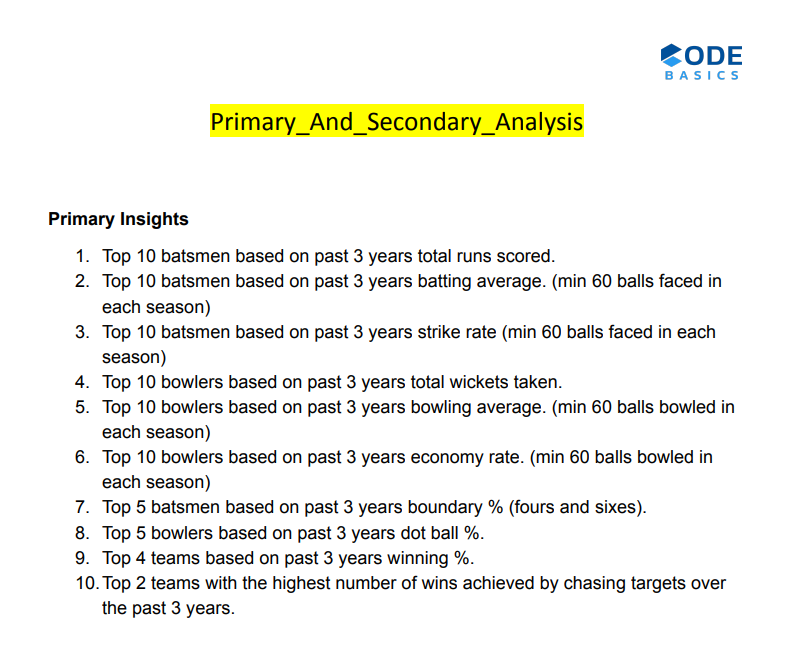 CODE
BASICS
Primary_And_Secondary_Analysis
Primary Insights
1. Top 10 batsmen based on past 3 years total runs scored.
2. Top 10 batsmen based on past 3 years batting average. (min 60 balls faced in
each season)
3. Top 10 batsmen based on past 3 years strike rate (min 60 balls faced in each
season)
4. Top 10 bowlers based on past 3 years total wickets taken.
5. Top 10 bowlers based on past 3 years bowling average. (min 60 balls bowled in
each season)
6. Top 10 bowlers based on past 3 years economy rate. (min 60 balls bowled in
each season)
7. Top 5 batsmen based on past 3 years boundary % (fours and sixes).
8. Top 5 bowlers based on past 3 years dot ball %.
9. Top 4 teams based on past 3 years winning %.
10. Top 2 teams with the highest number of wins achieved by chasing targets over
the past 3 years.